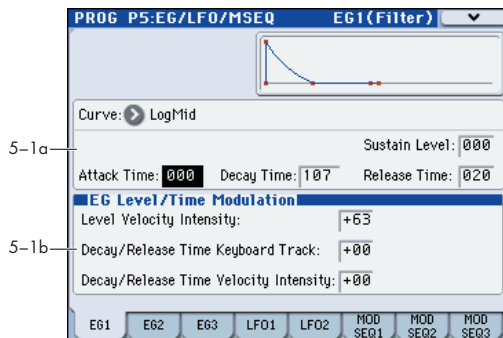 PROG P5:EG/LFO/MSEQ EG1(Filter)
Curve: LogMid
5–1a
Sustain Level: 000
Attack Time: 000 Decay Time: 107 Release Time: 020
EG Level/Time Modulation
Level Velocity Intensity: +63
5–1b
Decay/Release Time Keyboard Track: +00
Decay/Release Time Velocity Intensity: +00
EG1 EG2 EG3 LFO1 LFO2 MOD SEQ1 MOD SEQ2 MOD SEQ3